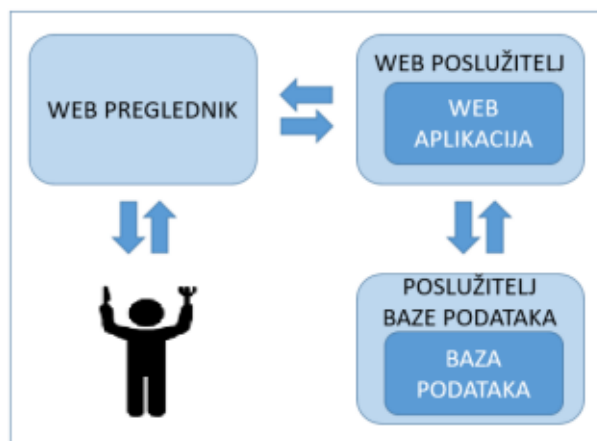 WEB PREGLEDNIK
WEB POSLUŽITELJ
WEB
APLIKACIJA
POSLUŽITELJ
BAZE PODATAKA
BAZA
PODATAKA